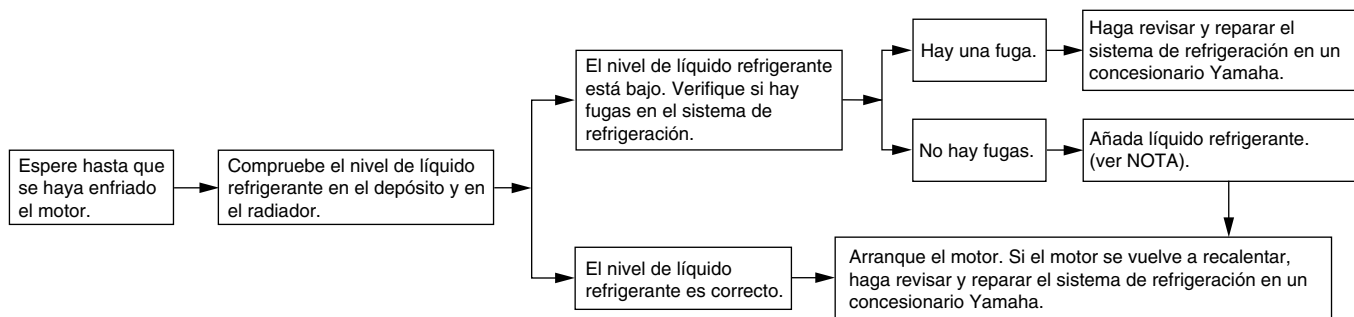 Espere hasta que
se haya enfriado
el motor.
Compruebe el nivel de líquido
refrigerante en el depósito y en
el radiador.
El nivel de líquido refrigerante
está bajo. Verifique si hay
fugas en el sistema de
refrigeración.
Hay una fuga.
Haga revisar y reparar el
sistema de refrigeración en un
concesionario Yamaha.
No hay fugas.
Añada líquido refrigerante.
(ver NOTA).
El nivel de líquido
refrigerante es correcto.
Arranque el motor. Si el motor se vuelve a recalentar,
haga revisar y reparar el sistema de refrigeración en un
concesionario Yamaha.